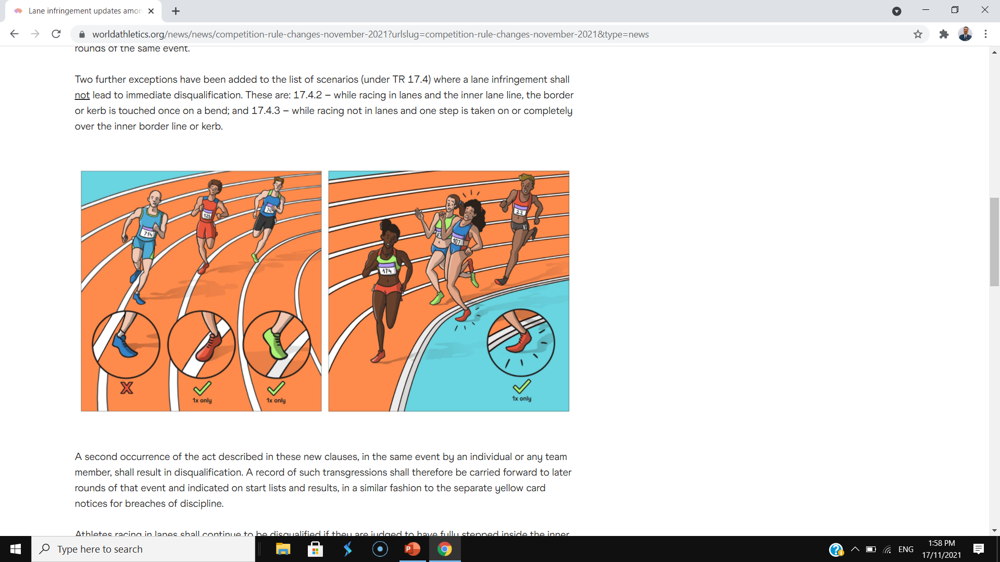 Lane infringement updates amon
worldathletics.org/news/news/competition-rule-changes-november-2021?urlslug=competition-rule-changes-november-2021&type=news
rounds of the same event.
Two further exceptions have been added to the list of scenarios (under TR 17.4) where a lane infringement shall
not lead to immediate disqualification. These are: 17.4.2 – while racing in lanes and the inner lane line, the border
or kerb is touched once on a bend; and 17.4.3 – while racing not in lanes and one step is taken on or completely
over the inner border line or kerb.
714
121
74
X
1x only
1x only
174
87
107
22
7
1x only
A second occurrence of the act described in these new clauses, in the same event by an individual or any team
member, shall result in disqualification. A record of such transgressions shall therefore be carried forward to later
rounds of that event and indicated on start lists and results, in a similar fashion to the separate yellow card
notices for breaches of discipline.
Athletes racing in lanes shall continue to be disqualified if they are judged to have fully stepped inside the inner
Type here to search
ENG
1:58 PM
17/11/2021